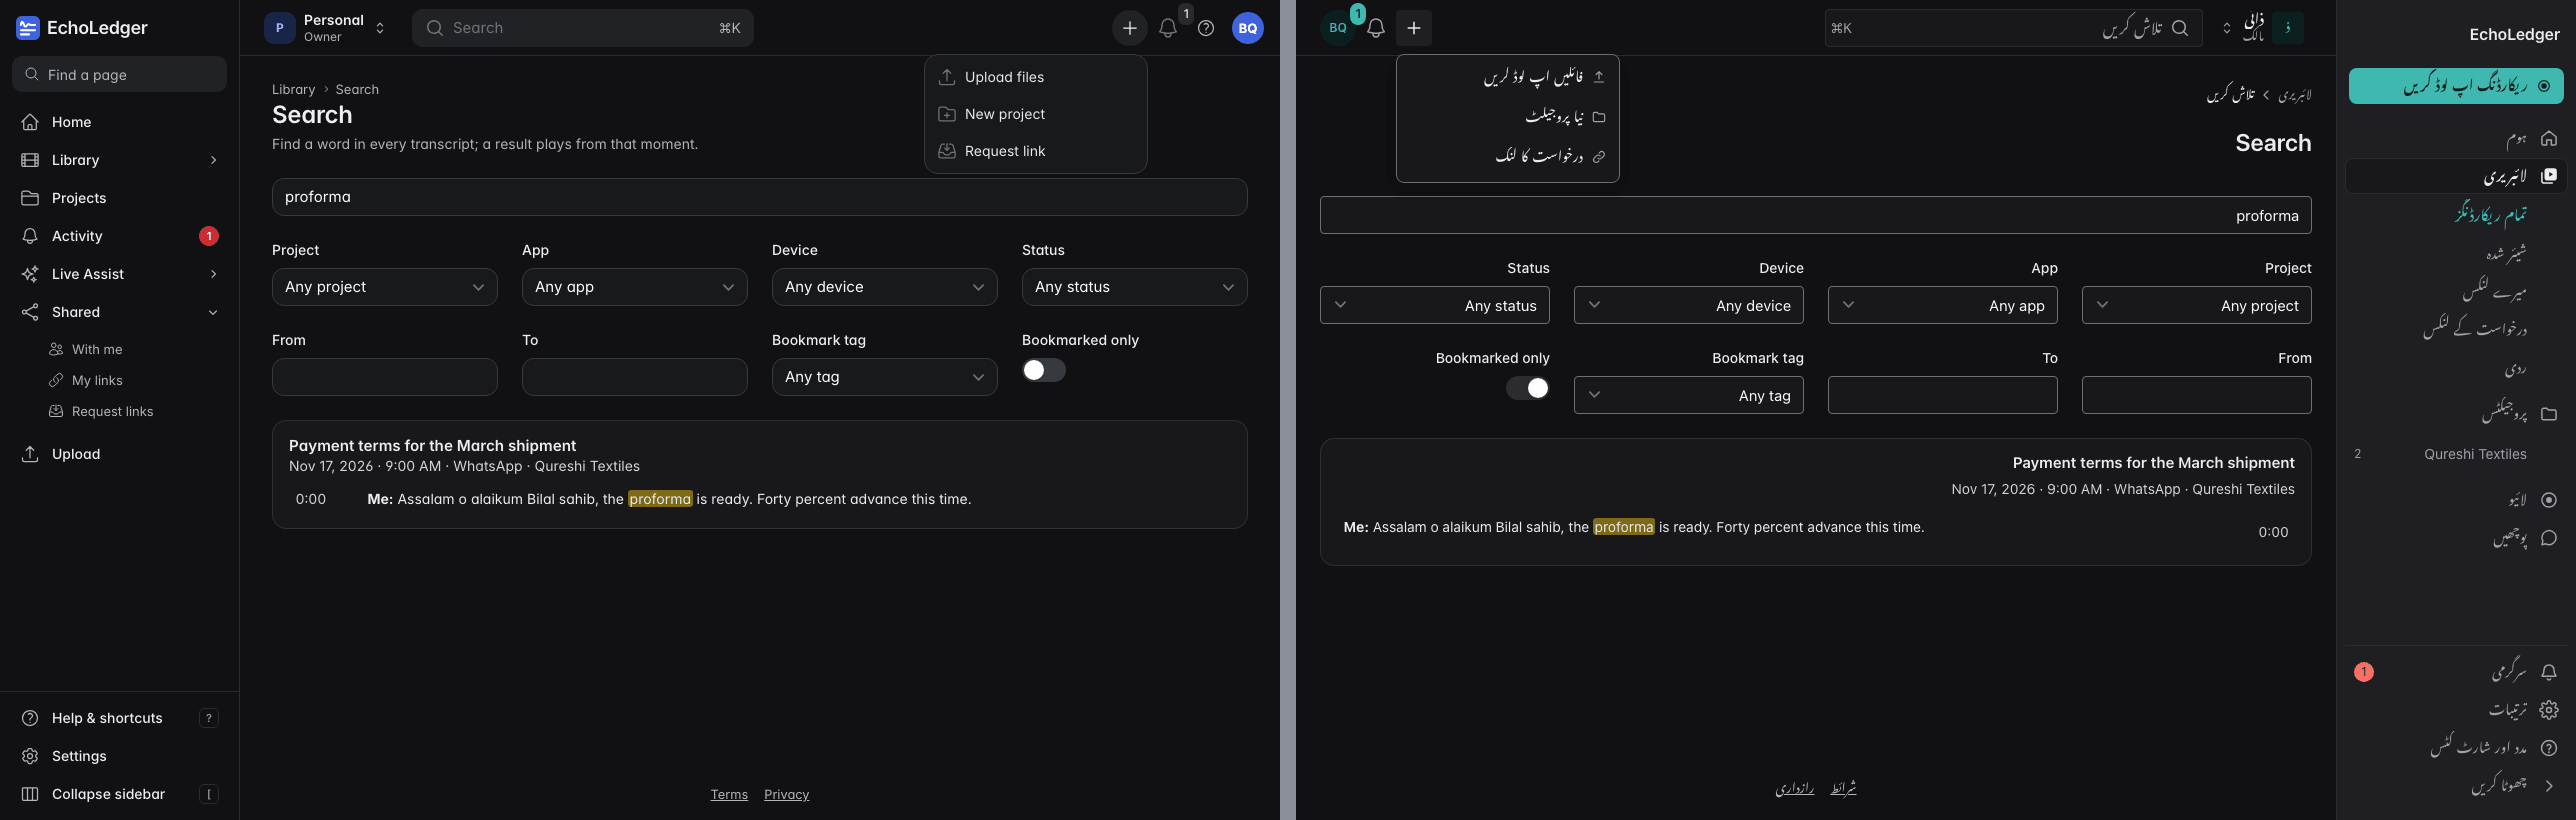 EchoLedger
Find a page
Home
Library
Projects
Activity 1
Live Assist
Shared
With me
My links
Request links
Upload
Help & shortcuts ?
Settings
Collapse sidebar [
P Personal
Owner
Search ⌘K
1
BQ
Upload files
New project
Request link
Library › Search
Search
Find a word in every transcript; a result plays from that moment.
proforma
Project App Device Status
Any project Any app Any device Any status
From To Bookmark tag Bookmarked only
Any tag
Payment terms for the March shipment
Nov 17, 2026 · 9:00 AM · WhatsApp · Qureshi Textiles
0:00 Me: Assalam o alaikum Bilal sahib, the proforma is ready. Forty percent advance this time.
Terms Privacy
EchoLedger
ریکارڈنگ اپ لوڈ کریں
ہوم
لائبریری
تمام ریکارڈنگز
شیئر شدہ
میرے لنکس
درخواست کے لنکس
ردی
پروجیکٹس
Qureshi Textiles 2
لائیو
پوچھیں
سرگرمی 1
ترتیبات
مدد اور شارٹ کٹس
چھوٹا کریں
ذ ذاتی
مالک
تلاش کریں ⌘K
BQ 1
فائلیں اپ لوڈ کریں
نیا پروجیکٹ
درخواست کا لنک
لائبریری › تلاش کریں
Search
proforma
Project App Device Status
Any project Any app Any device Any status
From To Bookmark tag Bookmarked only
Any tag
Payment terms for the March shipment
Nov 17, 2026 · 9:00 AM · WhatsApp · Qureshi Textiles
0:00 Me: Assalam o alaikum Bilal sahib, the proforma is ready. Forty percent advance this time.
شرائط رازداری